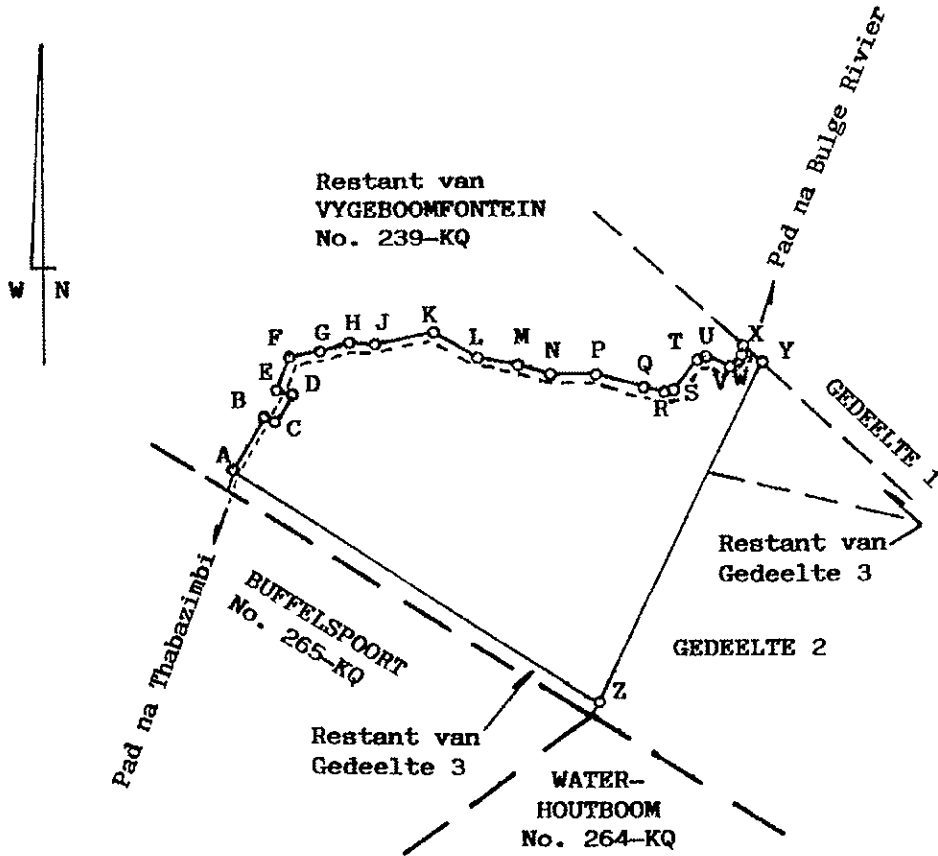 Pad na Bulge Rivier
Restant van
VYGEBOOMFONTEIN
No. 239-KQ
W N
A
B
C
D
E
F
G
H
J
K
L
M
N
P
Q
R
S
T
U
V
W
X
Y
GEDEELTE 1
Restant van
Gedeelte 3
Pad na Thabazimbi
BUFFELSPOORT
No. 265-KQ
GEDEELTE 2
Z
Restant van
Gedeelte 3
WATER-
HOUTBOOM
No. 264-KQ